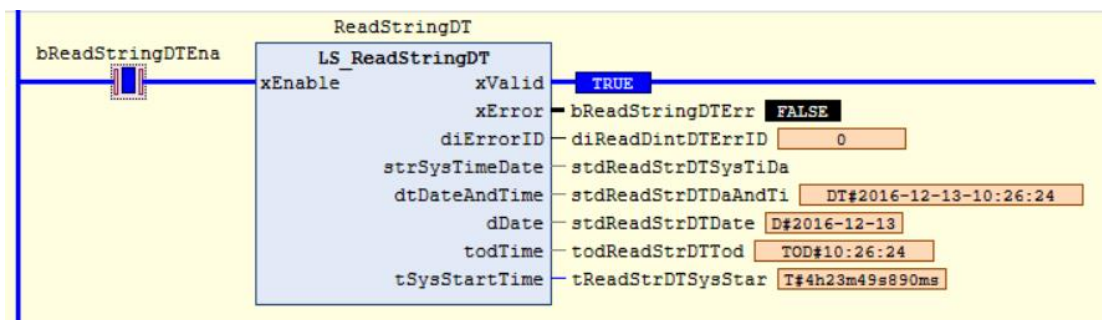 ReadStringDT
bReadStringDTEna
LS_ReadStringDT
xEnable xValid TRUE
xError bReadStringDTErr FALSE
diErrorID diReadDintDTErrID 0
strSysTimeDate stdReadStrDTSysTiDa
dtDateAndTime stdReadStrDTDaAndTi DT#2016-12-13-10:26:24
dDate stdReadStrDTDate D#2016-12-13
todTime todReadStrDTTod TOD#10:26:24
tSysStartTime tReadStrDTSysStar T#4h23m49s890ms